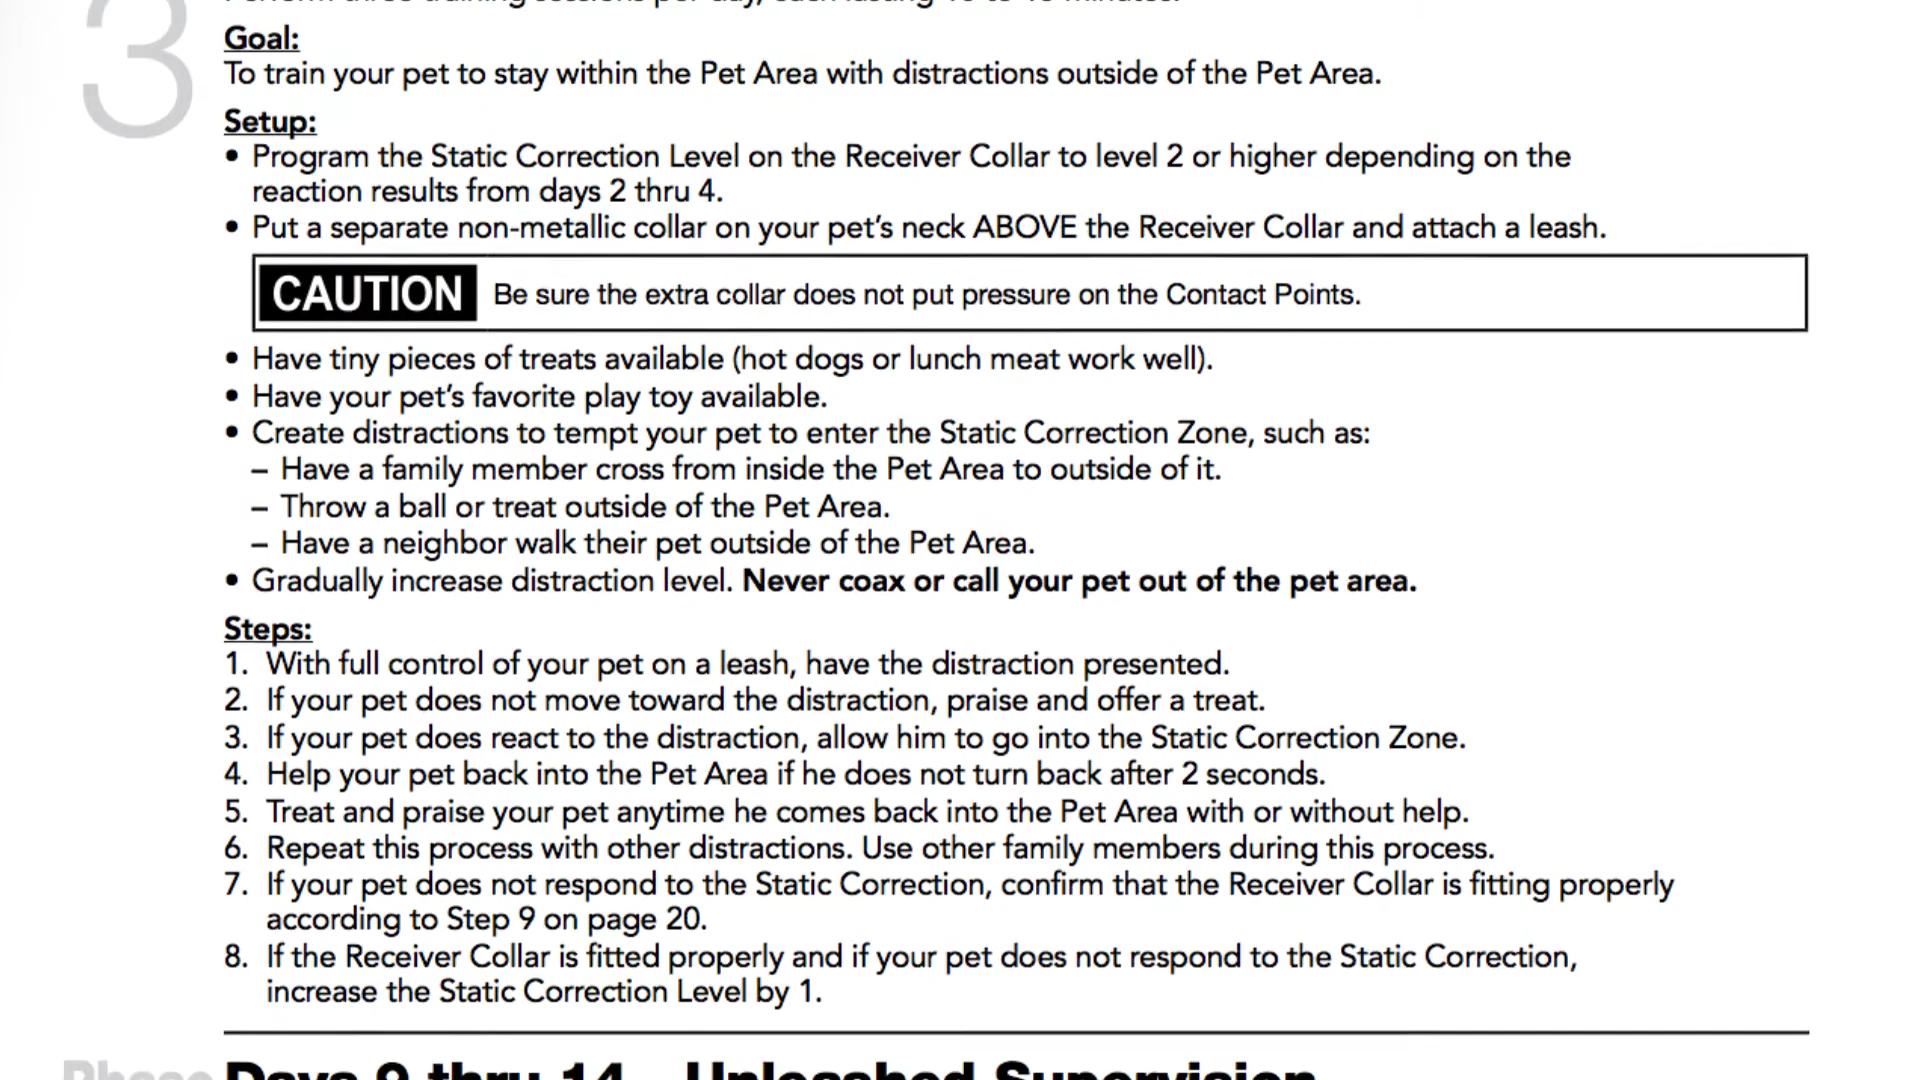 3
Goal:
To train your pet to stay within the Pet Area with distractions outside of the Pet Area.
Setup:
• Program the Static Correction Level on the Receiver Collar to level 2 or higher depending on the
reaction results from days 2 thru 4.
• Put a separate non-metallic collar on your pet’s neck ABOVE the Receiver Collar and attach a leash.
CAUTION Be sure the extra collar does not put pressure on the Contact Points.
• Have tiny pieces of treats available (hot dogs or lunch meat work well).
• Have your pet’s favorite play toy available.
• Create distractions to tempt your pet to enter the Static Correction Zone, such as:
– Have a family member cross from inside the Pet Area to outside of it.
– Throw a ball or treat outside of the Pet Area.
– Have a neighbor walk their pet outside of the Pet Area.
• Gradually increase distraction level. Never coax or call your pet out of the pet area.
Steps:
1. With full control of your pet on a leash, have the distraction presented.
2. If your pet does not move toward the distraction, praise and offer a treat.
3. If your pet does react to the distraction, allow him to go into the Static Correction Zone.
4. Help your pet back into the Pet Area if he does not turn back after 2 seconds.
5. Treat and praise your pet anytime he comes back into the Pet Area with or without help.
6. Repeat this process with other distractions. Use other family members during this process.
7. If your pet does not respond to the Static Correction, confirm that the Receiver Collar is fitting properly
according to Step 9 on page 20.
8. If the Receiver Collar is fitted properly and if your pet does not respond to the Static Correction,
increase the Static Correction Level by 1.
Phase Days 9 thru 14 Unleashed Supervision